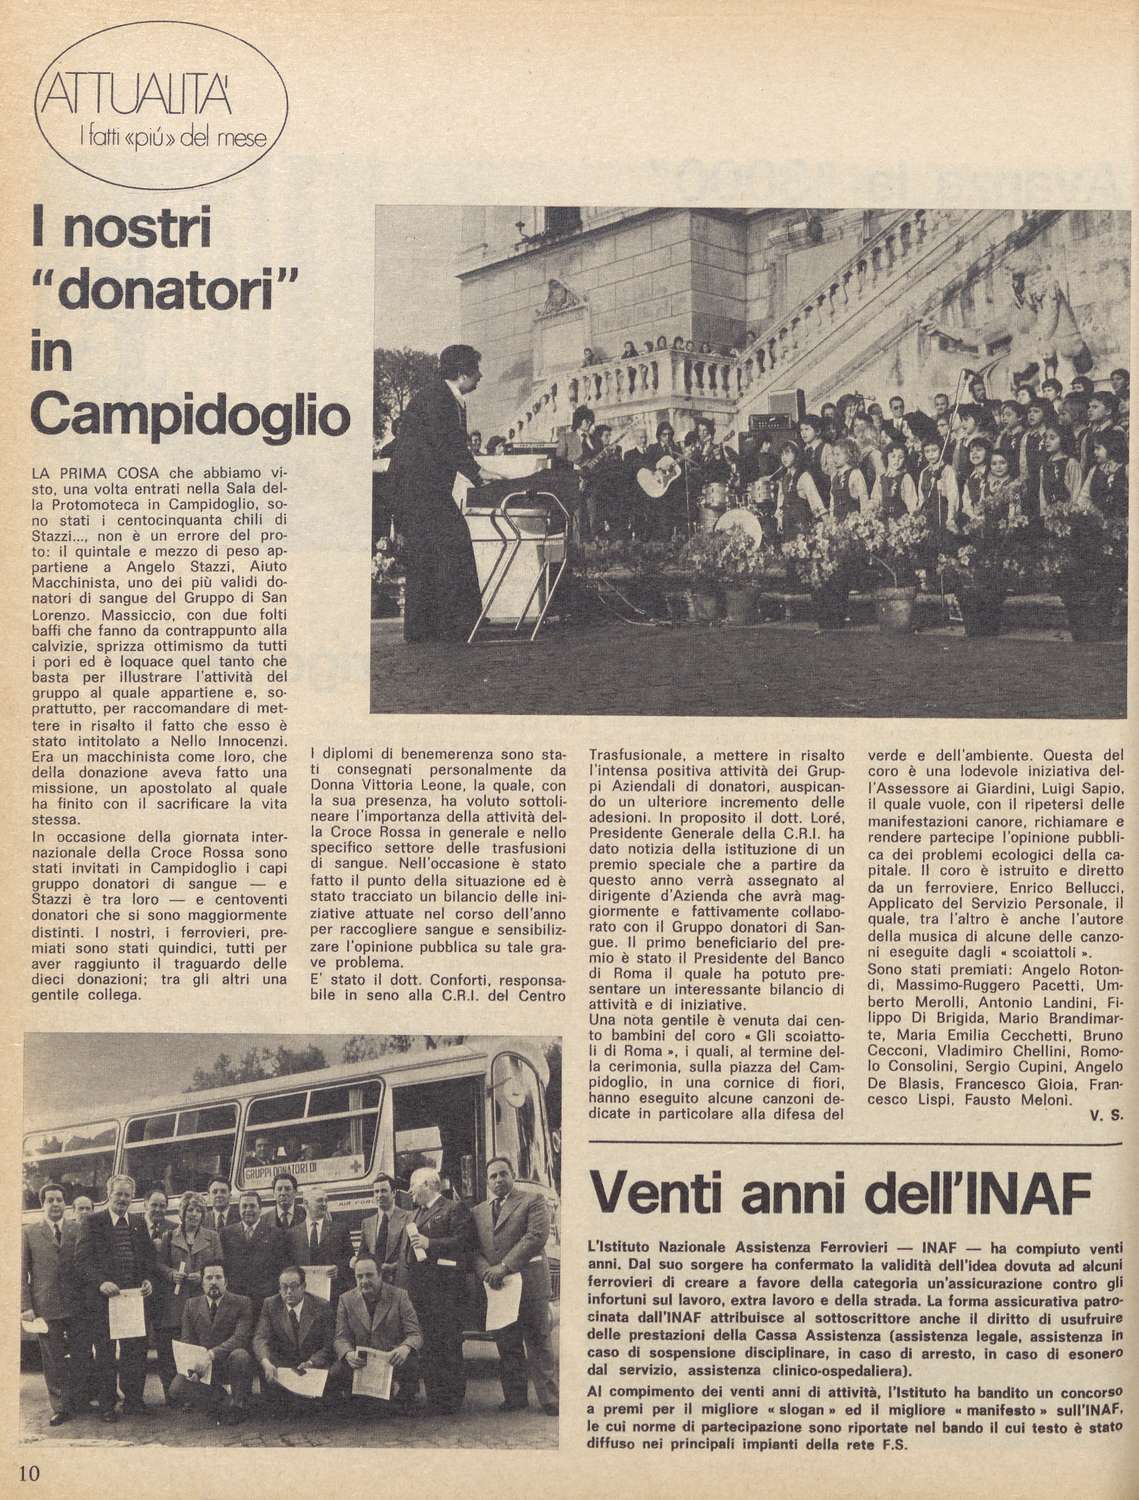 ATTUALITA'
I fatti «piú» del mese
I nostri
“donatori”
in
Campidoglio
LA PRIMA COSA che abbiamo vi-
sto, una volta entrati nella Sala del-
la Protomoteca in Campidoglio, so-
no stati i centocinquanta chili di
Stazzi..., non è un errore del pro-
to: il quintale e mezzo di peso ap-
partiene a Angelo Stazzi, Aiuto
Macchinista, uno dei più validi do-
natori di sangue del Gruppo di San
Lorenzo. Massiccio, con due folti
baffi che fanno da contrappunto alla
calvizie, sprizza ottimismo da tutti
i pori ed è loquace quel tanto che
basta per illustrare l'attività del
gruppo al quale appartiene e, so-
prattutto, per raccomandare di met-
tere in risalto il fatto che esso è
stato intitolato a Nello Innocenzi.
Era un macchinista come loro, che
della donazione aveva fatto una
missione, un apostolato al quale
ha finito con il sacrificare la vita
stessa.
In occasione della giornata inter-
nazionale della Croce Rossa sono
stati invitati in Campidoglio i capi
gruppo donatori di sangue — e
Stazzi è tra loro — e centoventi
donatori che si sono maggiormente
distinti. I nostri, i ferrovieri, pre-
miati sono stati quindici, tutti per
aver raggiunto il traguardo delle
dieci donazioni; tra gli altri una
gentile collega.
I diplomi di benemerenza sono sta-
ti consegnati personalmente da
Donna Vittoria Leone, la quale, con
la sua presenza, ha voluto sottoli-
neare l'importanza della attività del-
la Croce Rossa in generale e nello
specifico settore delle trasfusioni
di sangue. Nell'occasione è stato
fatto il punto della situazione ed è
stato tracciato un bilancio delle ini-
ziative attuate nel corso dell'anno
per raccogliere sangue e sensibiliz-
zare l'opinione pubblica su tale gra-
ve problema.
E' stato il dott. Conforti, responsa-
bile in seno alla C.R.I. del Centro
Trasfusionale, a mettere in risalto
l'intensa positiva attività dei Grup-
pi Aziendali di donatori, auspican-
do un ulteriore incremento delle
adesioni. In proposito il dott. Loré,
Presidente Generale della C.R.I. ha
dato notizia della istituzione di un
premio speciale che a partire da
questo anno verrà assegnato al
dirigente d'Azienda che avrà mag-
giormente e fattivamente collabo-
rato con il Gruppo donatori di San-
gue. Il primo beneficiario del pre-
mio è stato il Presidente del Banco
di Roma il quale ha potuto pre-
sentare un interessante bilancio di
attività e di iniziative.
Una nota gentile è venuta dai cen-
to bambini del coro « Gli scoiatto-
li di Roma », i quali, al termine del-
la cerimonia, sulla piazza del Cam-
pidoglio, in una cornice di fiori,
hanno eseguito alcune canzoni de-
dicate in particolare alla difesa del
verde e dell'ambiente. Questa del
coro è una lodevole iniziativa del-
l'Assessore ai Giardini, Luigi Sapio,
il quale vuole, con il ripetersi delle
manifestazioni canore, richiamare e
rendere partecipe l'opinione pubbli-
ca dei problemi ecologici della ca-
pitale. Il coro è istruito e diretto
da un ferroviere, Enrico Bellucci,
Applicato del Servizio Personale, il
quale, tra l'altro è anche l'autore
della musica di alcune delle canzo-
ni eseguite dagli « scoiattoli ».
Sono stati premiati: Angelo Roton-
di, Massimo-Ruggero Pacetti, Um-
berto Merolli, Antonio Landini, Fi-
lippo Di Brigida, Mario Brandimar-
te, Maria Emilia Cecchetti, Bruno
Cecconi, Vladimiro Chellini, Romo-
lo Consolini, Sergio Cupini, Angelo
De Blasis, Francesco Gioia, Fran-
cesco Lispi, Fausto Meloni.
V. S.
GRUPPI DONATORI DI
Venti anni dell'INAF
L'Istituto Nazionale Assistenza Ferrovieri — INAF — ha compiuto venti
anni. Dal suo sorgere ha confermato la validità dell'idea dovuta ad alcuni
ferrovieri di creare a favore della categoria un'assicurazione contro gli
infortuni sul lavoro, extra lavoro e della strada. La forma assicurativa patro-
cinata dall'INAF attribuisce al sottoscrittore anche il diritto di usufruire
delle prestazioni della Cassa Assistenza (assistenza legale, assistenza in
caso di sospensione disciplinare, in caso di arresto, in caso di esonero
dal servizio, assistenza clinico-ospedaliera).
Al compimento dei venti anni di attività, l'Istituto ha bandito un concorso
a premi per il migliore « slogan » ed il migliore « manifesto » sull'INAF,
le cui norme di partecipazione sono riportate nel bando il cui testo è stato
diffuso nei principali impianti della rete F.S.
10